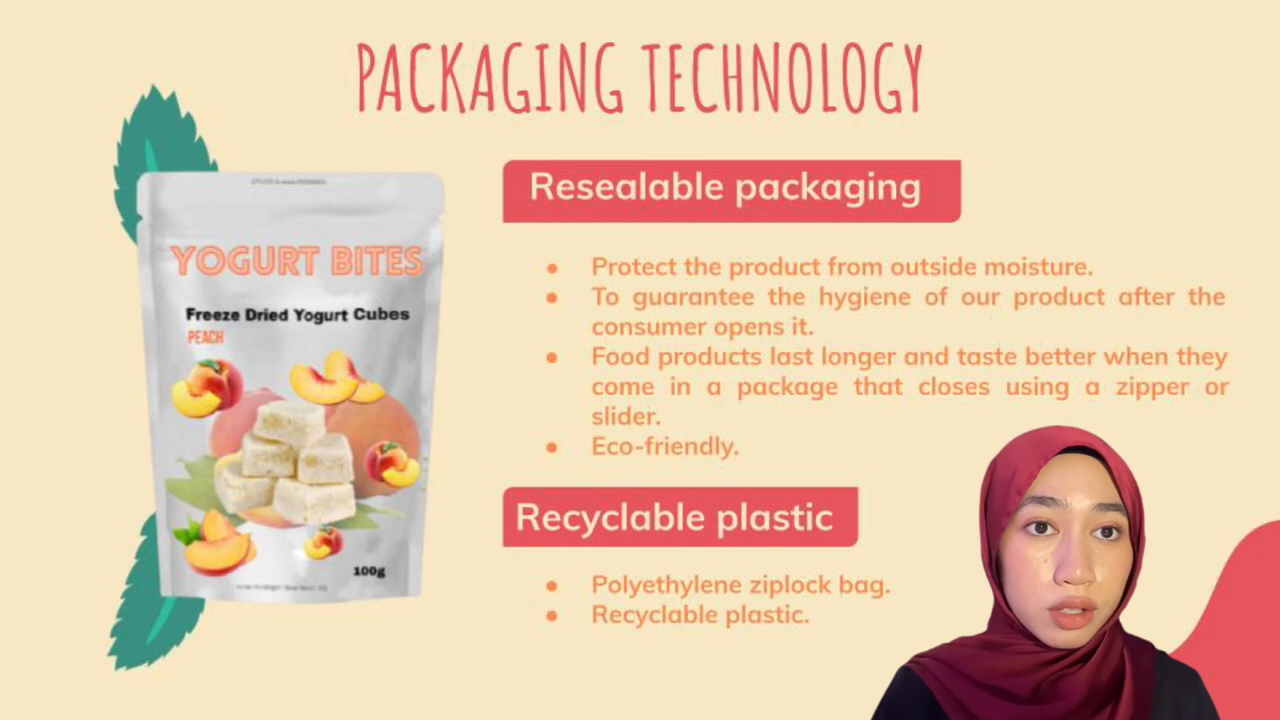 PACKAGING TECHNOLOGY
Resealable packaging
YOGURT BITES
Freeze Dried Yogurt Cubes
PEACH
100g
● Protect the product from outside moisture.
● To guarantee the hygiene of our product after the
consumer opens it.
● Food products last longer and taste better when they
come in a package that closes using a zipper or
slider.
● Eco-friendly.
Recyclable plastic
● Polyethylene ziplock bag.
● Recyclable plastic.